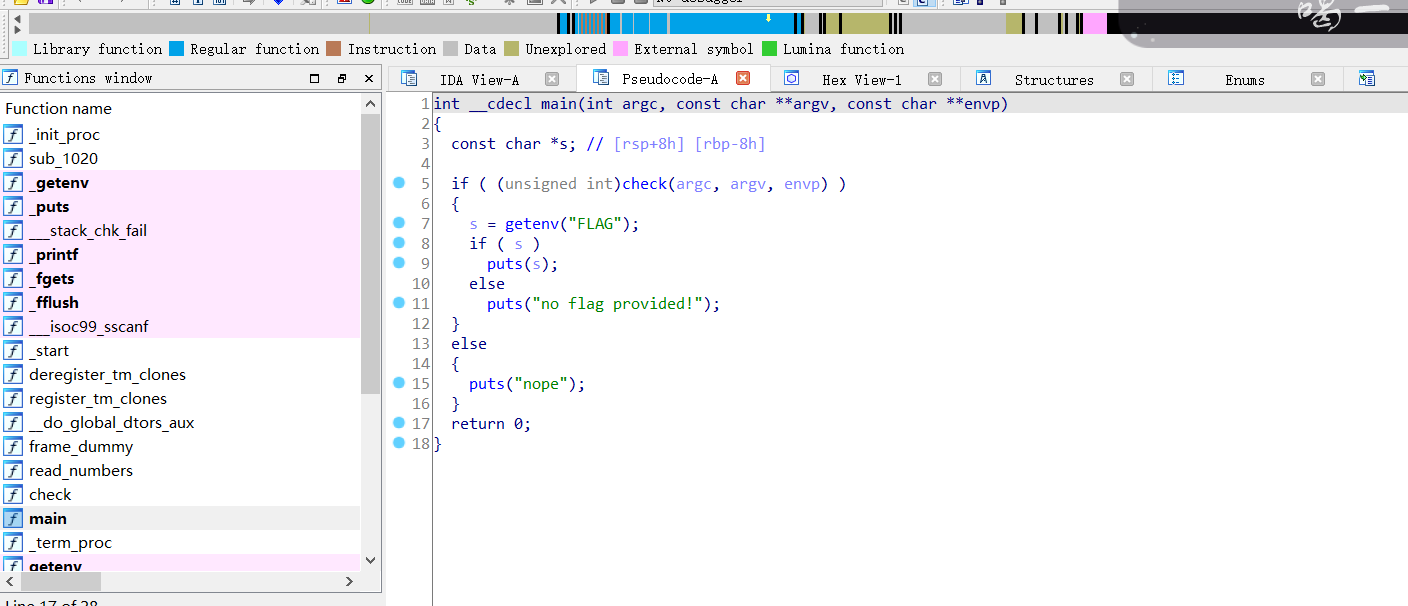 Library function Regular function Instruction Data Unexplored External symbol Lumina function
Functions window
Function name
_init_proc
sub_1020
_getenv
_puts
___stack_chk_fail
_printf
_fgets
_fflush
___isoc99_sscanf
_start
deregister_tm_clones
register_tm_clones
__do_global_dtors_aux
frame_dummy
read_numbers
check
main
_term_proc
getenv
Line 17 of 28
IDA View-A Pseudocode-A Hex View-1 Structures Enums
1 int __cdecl main(int argc, const char **argv, const char **envp)
2 {
3 const char *s; // [rsp+8h] [rbp-8h]
4
5 if ( (unsigned int)check(argc, argv, envp) )
6 {
7 s = getenv("FLAG");
8 if ( s )
9 puts(s);
10 else
11 puts("no flag provided!");
12 }
13 else
14 {
15 puts("nope");
16 }
17 return 0;
18 }
喝一